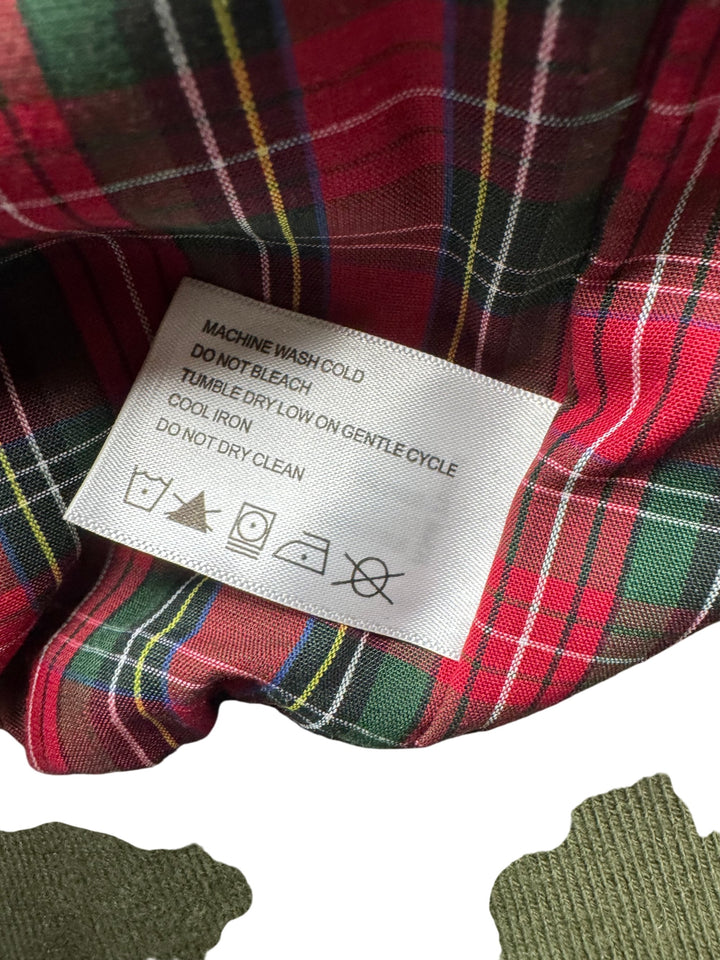 MACHINE WASH COLD
DO NOT BLEACH
TUMBLE DRY LOW ON GENTLE CYCLE
COOL IRON
DO NOT DRY CLEAN